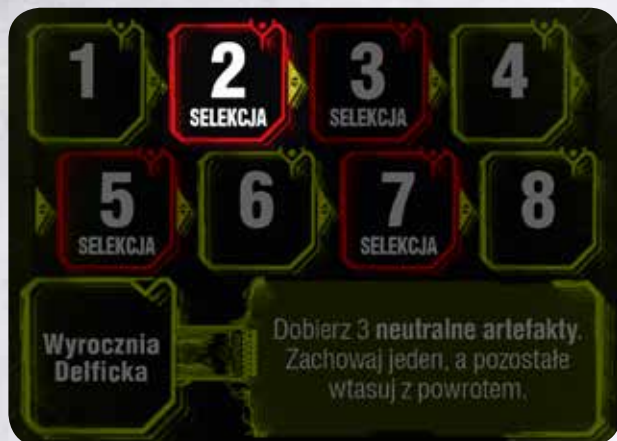 1 2 3 4
SELEKCJA SELEKCJA
5 6 7 8
SELEKCJA SELEKCJA
Wyrocznia
Delficka
Dobierz 3 neutralne artefakty.
Zachowaj jeden, a pozostałe
wtasuj z powrotem.